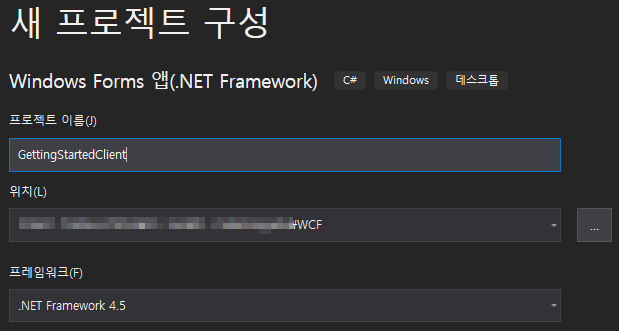 새 프로젝트 구성
Windows Forms 앱(.NET Framework) C# Windows 데스크톱
프로젝트 이름(J)
GettingStartedClient
위치(L)
#WCF ...
프레임워크(F)
.NET Framework 4.5